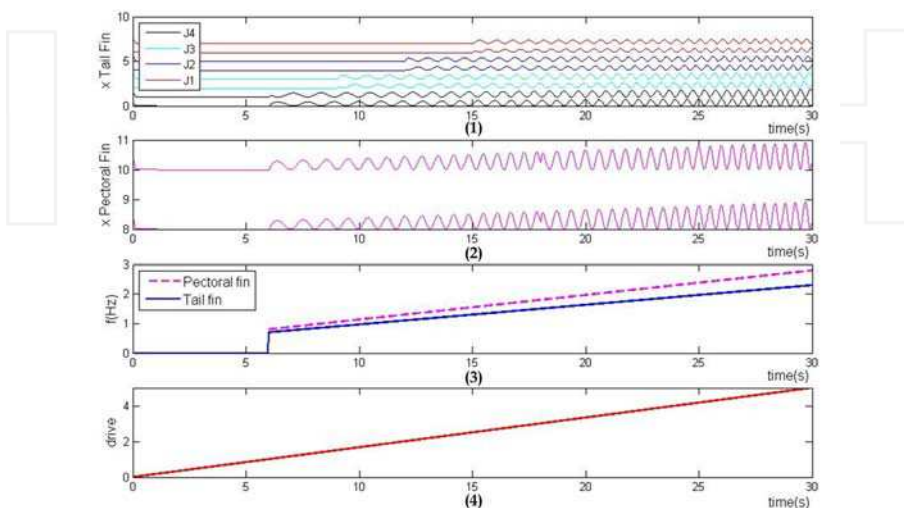 x Tail Fin
10
5
0
J4
J3
J2
J1
0 5 10 15 20 25 30
(1)
time(s)
x Pectoral Fin
11
10
9
8
0 5 10 15 20 25 30
(2)
time(s)
f(Hz)
3
2
1
0
Pectoral fin
Tail fin
0 5 10 15 20 25 30
(3)
time(s)
drive
4
2
0
0 5 10 15 20 25 30
(4)
time(s)